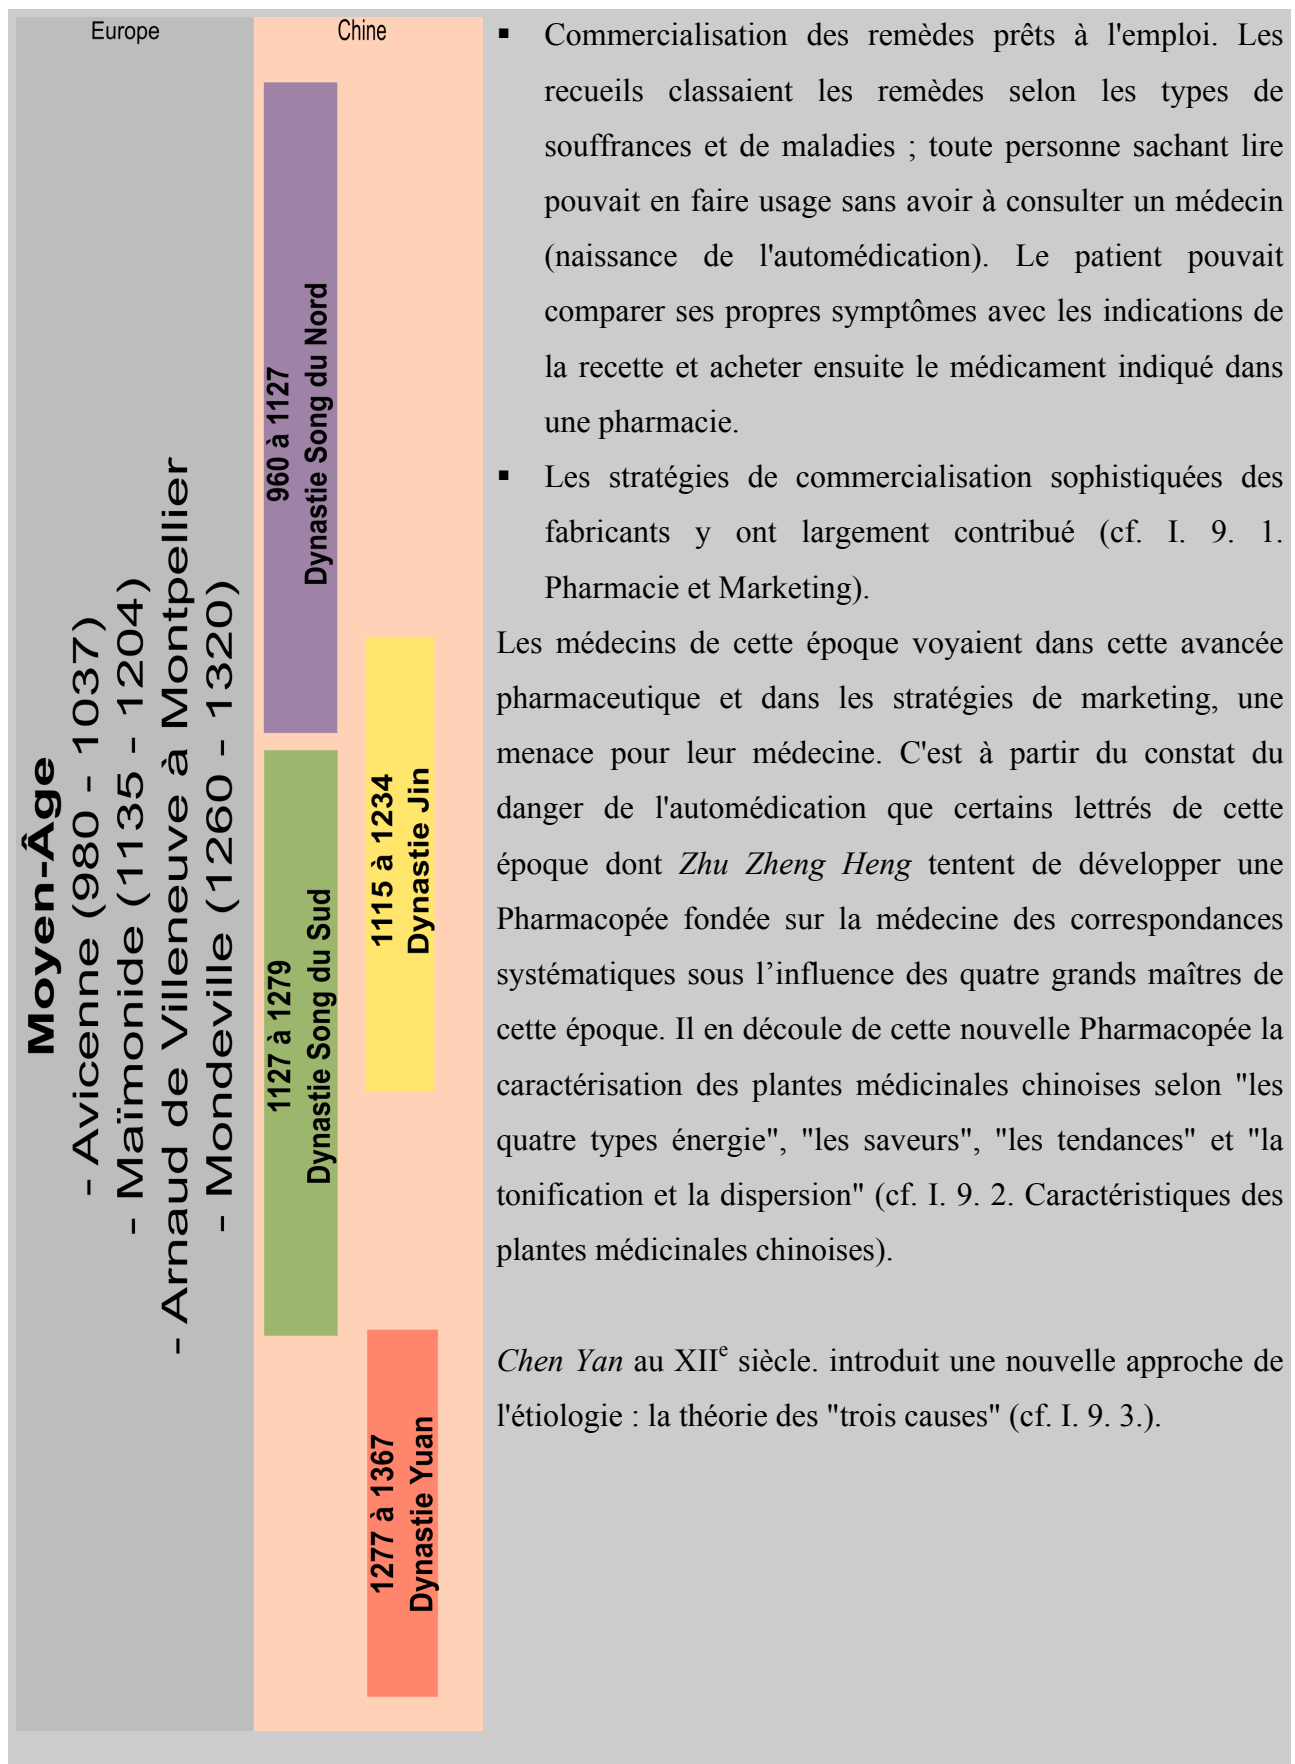 Europe
Moyen-Âge
- Avicenne (980 - 1037)
- Maïmonide (1135 - 1204)
- Arnaud de Villeneuve à Montpellier
- Mondeville (1260 - 1320)
Chine
960 à 1127
Dynastie Song du Nord
1127 à 1279
Dynastie Song du Sud
1115 à 1234
Dynastie Jin
1277 à 1367
Dynastie Yuan
▪ Commercialisation des remèdes prêts à l'emploi. Les
recueils classaient les remèdes selon les types de
souffrances et de maladies ; toute personne sachant lire
pouvait en faire usage sans avoir à consulter un médecin
(naissance de l'automédication). Le patient pouvait
comparer ses propres symptômes avec les indications de
la recette et acheter ensuite le médicament indiqué dans
une pharmacie.
▪ Les stratégies de commercialisation sophistiquées des
fabricants y ont largement contribué (cf. I. 9. 1.
Pharmacie et Marketing).
Les médecins de cette époque voyaient dans cette avancée
pharmaceutique et dans les stratégies de marketing, une
menace pour leur médecine. C'est à partir du constat du
danger de l'automédication que certains lettrés de cette
époque dont Zhu Zheng Heng tentent de développer une
Pharmacopée fondée sur la médecine des correspondances
systématiques sous l’influence des quatre grands maîtres de
cette époque. Il en découle de cette nouvelle Pharmacopée la
caractérisation des plantes médicinales chinoises selon "les
quatre types énergie", "les saveurs", "les tendances" et "la
tonification et la dispersion" (cf. I. 9. 2. Caractéristiques des
plantes médicinales chinoises).
Chen Yan au XIIe siècle. introduit une nouvelle approche de
l'étiologie : la théorie des "trois causes" (cf. I. 9. 3.).